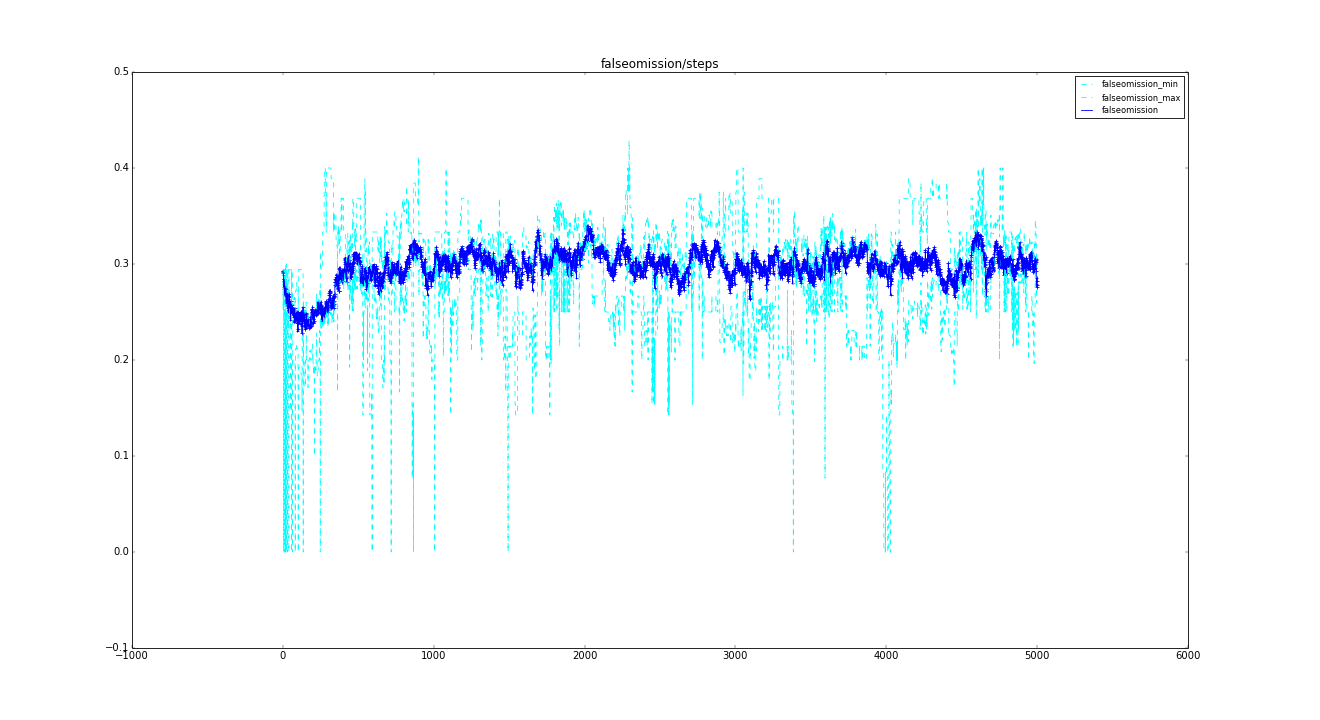 falseomission/steps
0.5
0.4
0.3
0.2
0.1
0.0
−0.1
−1000 0 1000 2000 3000 4000 5000 6000
falseomission_min
falseomission_max
falseomission